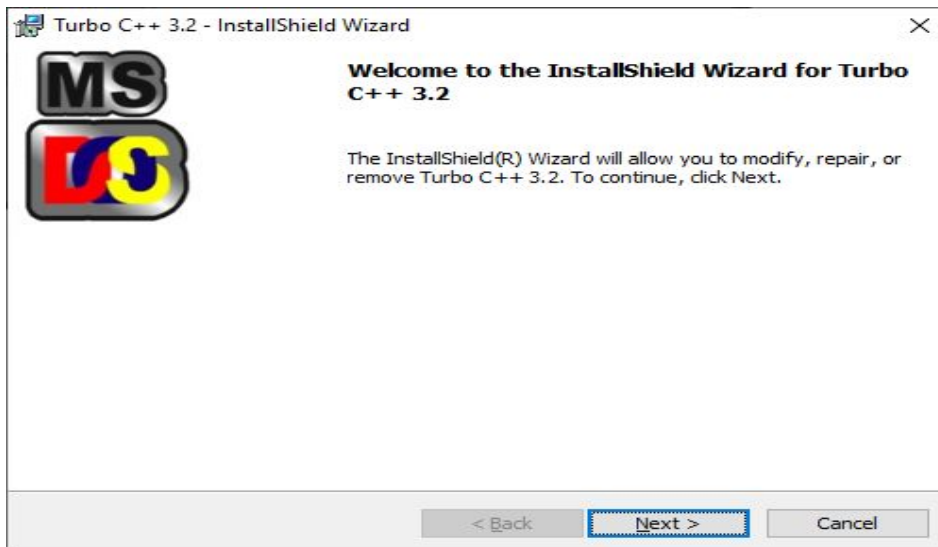 Turbo C++ 3.2 - InstallShield Wizard
MS
DOS
Welcome to the InstallShield Wizard for Turbo
C++ 3.2
The InstallShield(R) Wizard will allow you to modify, repair, or
remove Turbo C++ 3.2. To continue, click Next.
< Back
Next >
Cancel